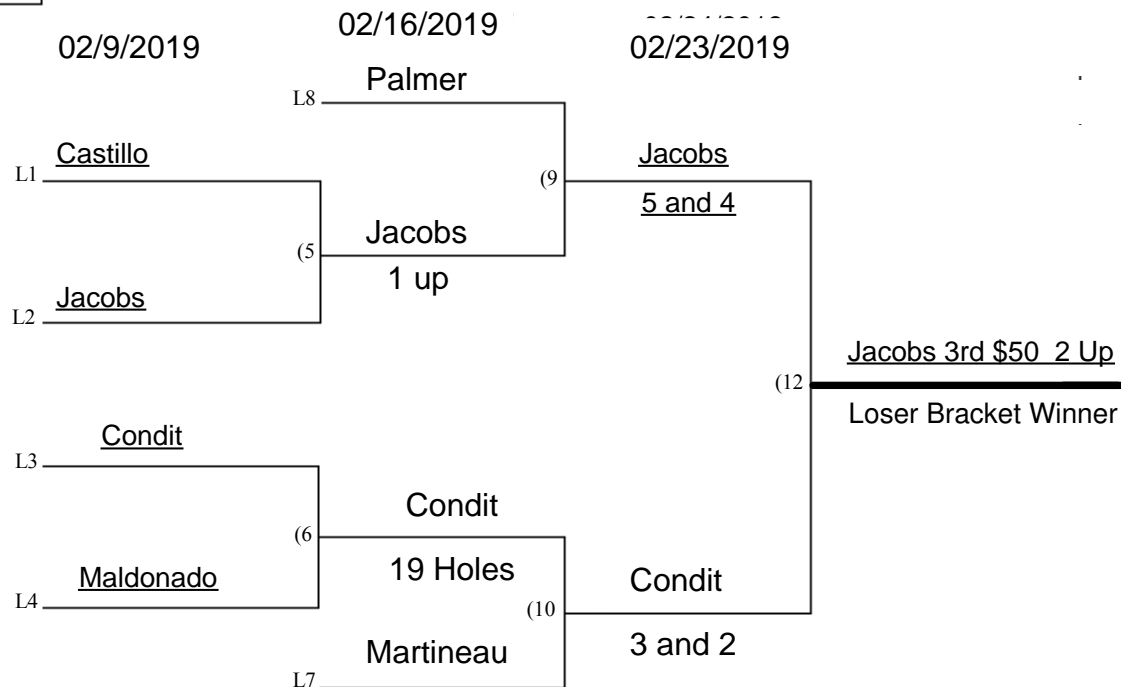 02/9/2019
02/16/2019
02/23/2019
L8 Palmer
L1 Castillo
(9 Jacobs
5 and 4
(5 Jacobs
1 up
L2 Jacobs
(12 Jacobs 3rd $50 2 Up
Loser Bracket Winner
L3 Condit
(6 Condit
19 Holes
L4 Maldonado
(10 Condit
3 and 2
L7 Martineau